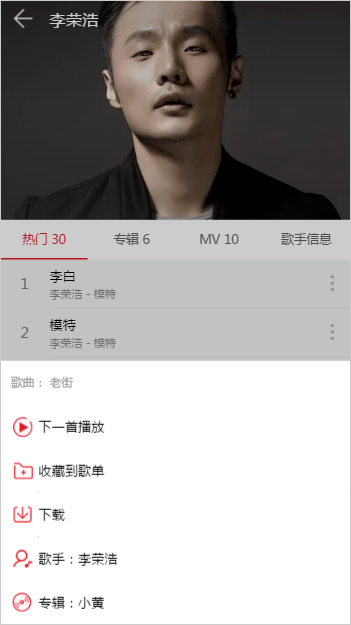 李荣浩
热门 30 专辑 6 MV 10 歌手信息
1 李白
李荣浩 - 模特
2 模特
李荣浩 - 模特
歌曲： 老街
下一首播放
收藏到歌单
下载
歌手：李荣浩
专辑：小黄